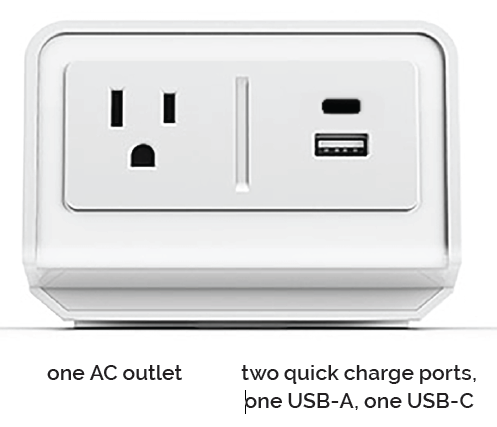 one AC outlet
two quick charge ports,
one USB-A, one USB-C